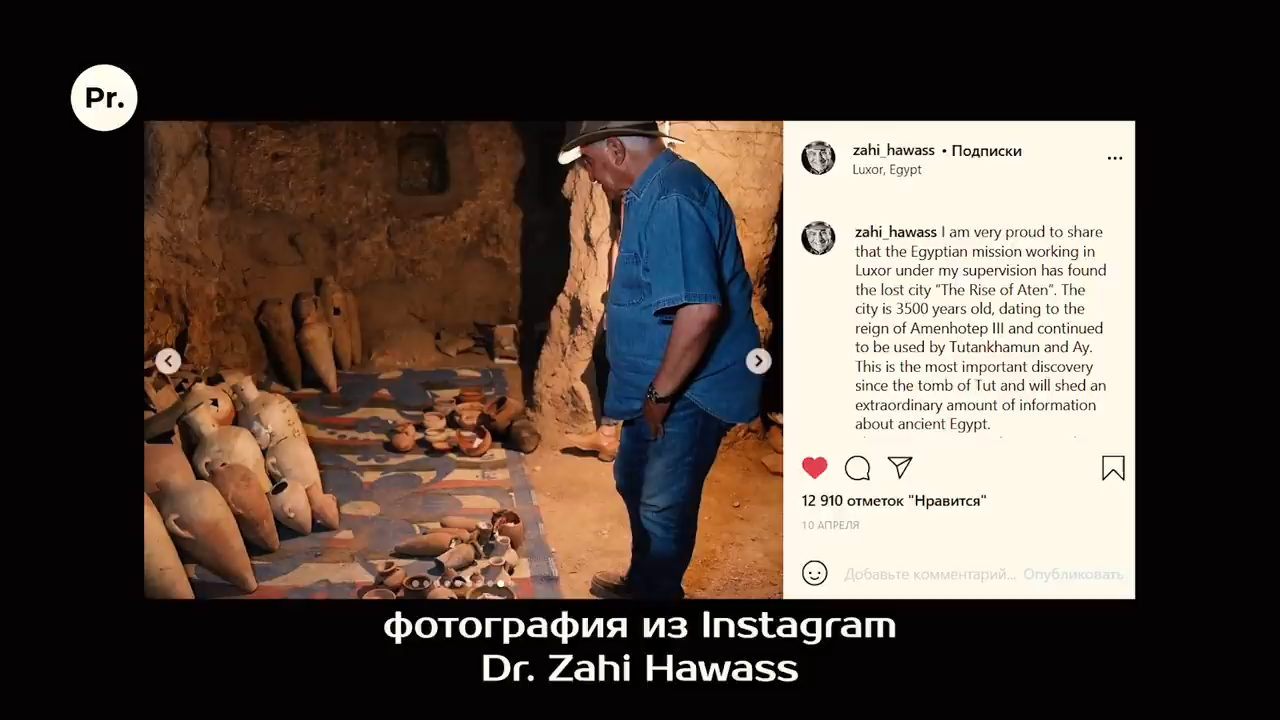 Pr.
zahi_hawass • Подписки
Luxor, Egypt
zahi_hawass I am very proud to share
that the Egyptian mission working in
Luxor under my supervision has found
the lost city “The Rise of Aten”. The
city is 3500 years old, dating to the
reign of Amenhotep III and continued
to be used by Tutankhamun and Ay.
This is the most important discovery
since the tomb of Tut and will shed an
extraordinary amount of information
about ancient Egypt.
12 910 отметок "Нравится"
10 АПРЕЛЯ
Добавьте комментарий... Опубликовать
фотография из Instagram
Dr. Zahi Hawass